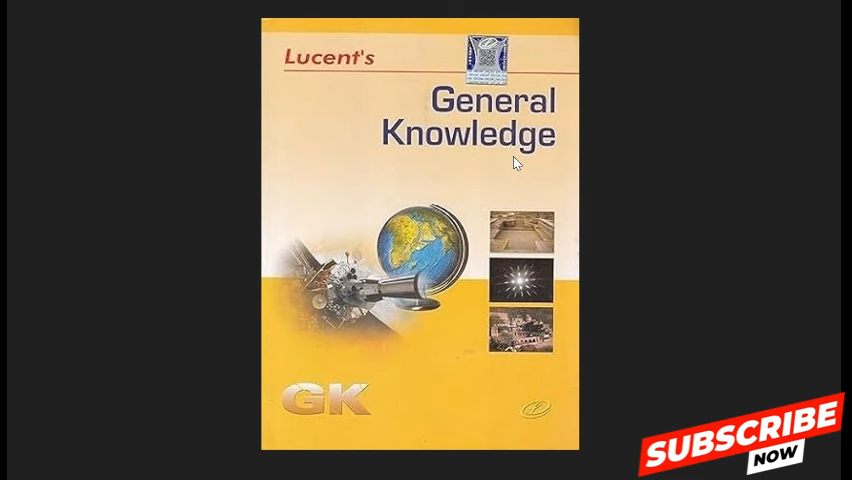 Lucent's
General
Knowledge
GK
SUBSCRIBE
NOW